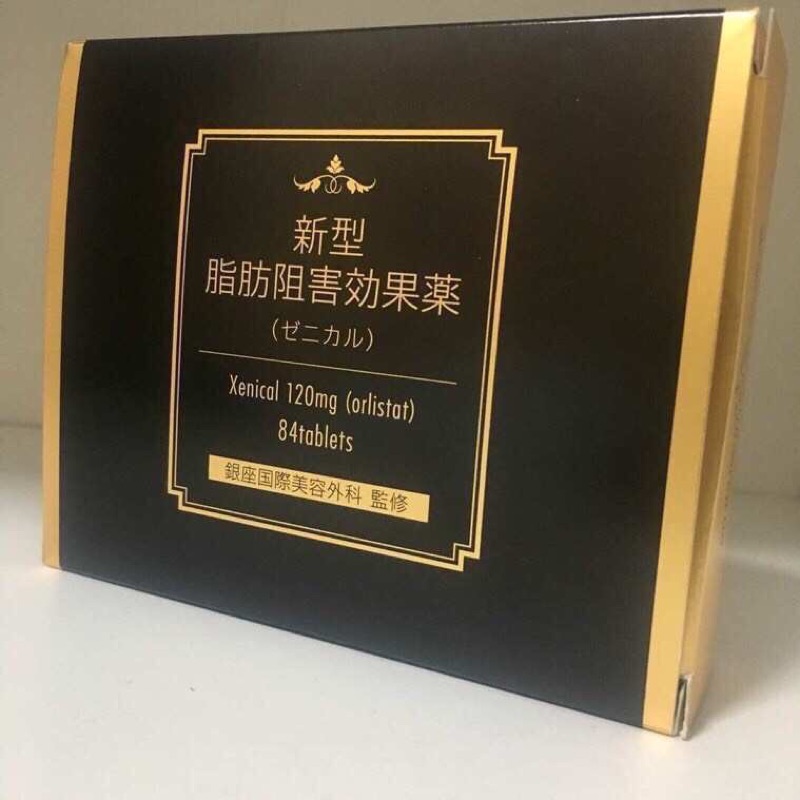 新型
脂肪阻害効果薬
(ゼニカル)
Xenical 120mg (orlistat)
84tablets
銀座国際美容外科 監修